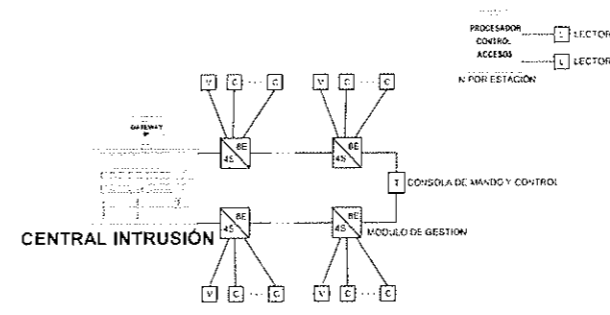 PROCESADOR
CONTROL
ACCESOS
L LECTOR
L LECTOR
N POR ESTACIÓN
V C C V C C
GATEWAY
IP
8E
4S
8E
4S
T CONSOLA DE MANDO Y CONTROL
8E
4S
8E
4S
CENTRAL INTRUSIÓN
MODULO DE GESTION
V C C V C C